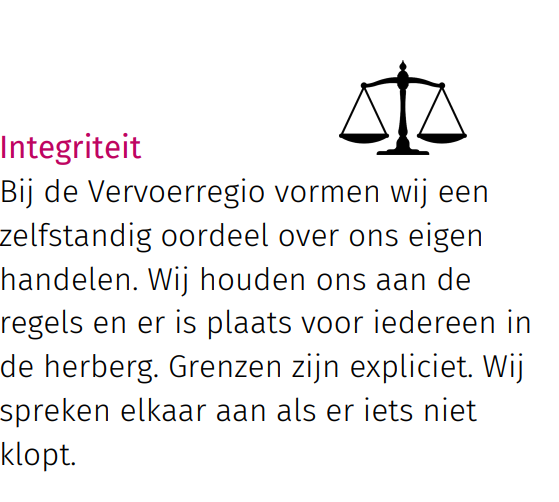 Integriteit
Bij de Vervoerregio vormen wij een
zelfstandig oordeel over ons eigen
handelen. Wij houden ons aan de
regels en er is plaats voor iedereen in
de herberg. Grenzen zijn expliciet. Wij
spreken elkaar aan als er iets niet
klopt.